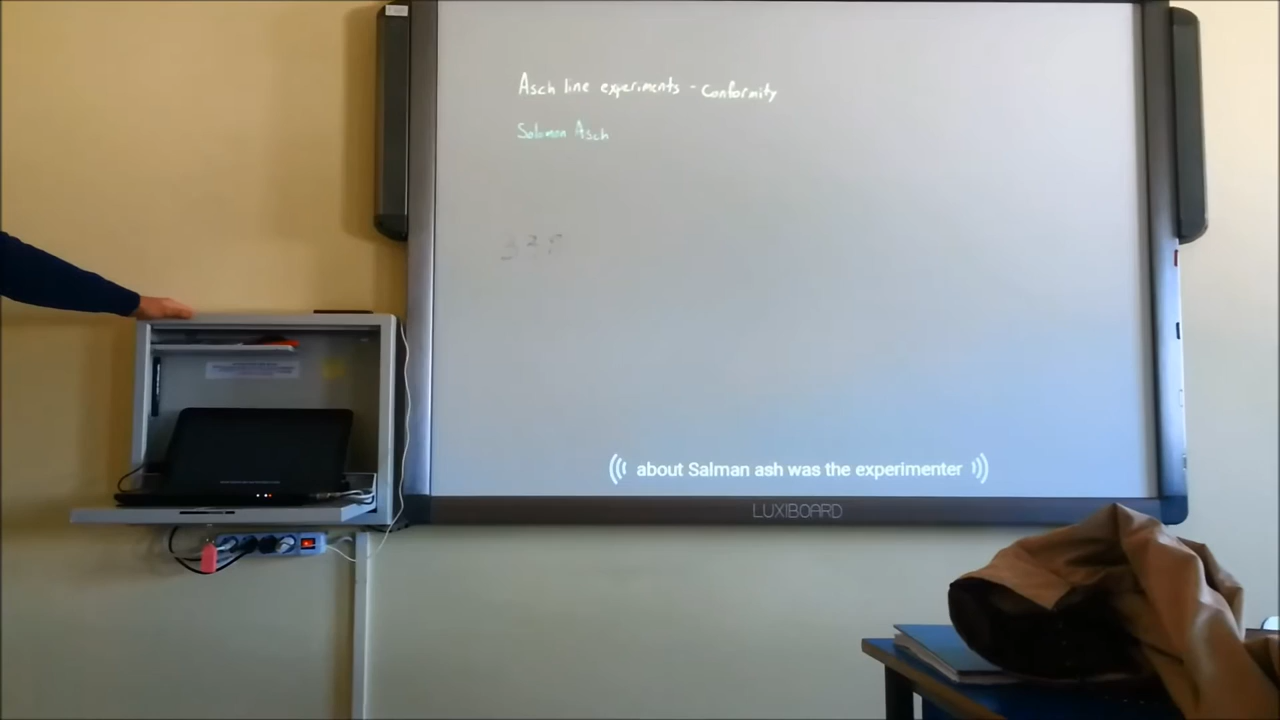 Asch line experiments - Conformity
Solomon Asch
about Salman ash was the experimenter
LUXIBOARD